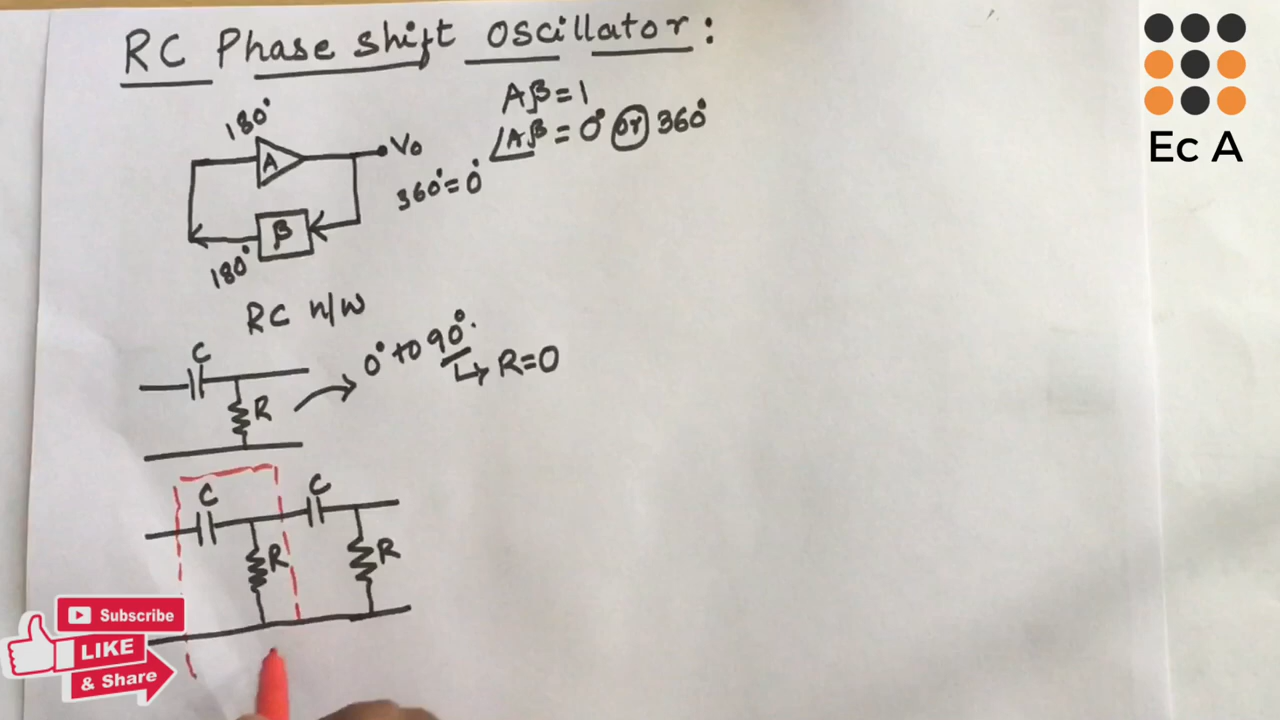 RC Phase Shift Oscillator:
Aβ=1
∠Aβ = 0° or 360°
180°
A
Vo
360°=0°
β
180°
RC n/w
C
R
0° to 90°.
↳ R=0
C
C
R
R
Ec A
Subscribe
LIKE
& Share